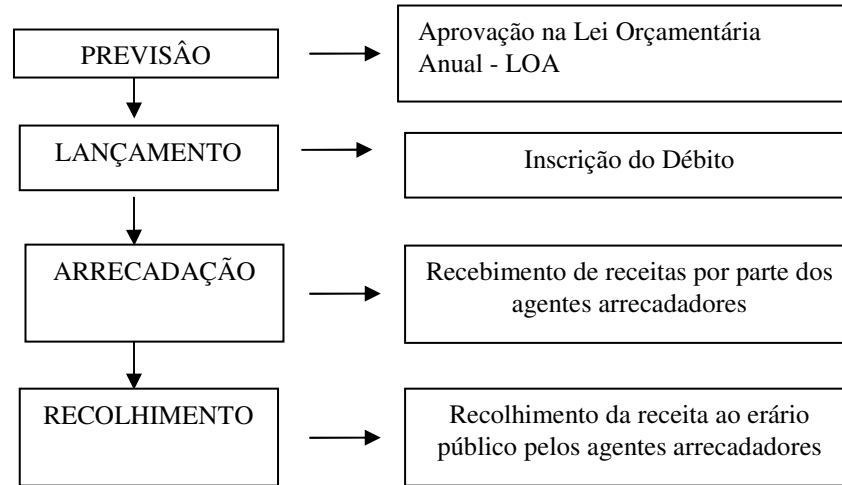 PREVISÂO
Aprovação na Lei Orçamentária
Anual - LOA
LANÇAMENTO
Inscrição do Débito
ARRECADAÇÃO
Recebimento de receitas por parte dos
agentes arrecadadores
RECOLHIMENTO
Recolhimento da receita ao erário
público pelos agentes arrecadadores